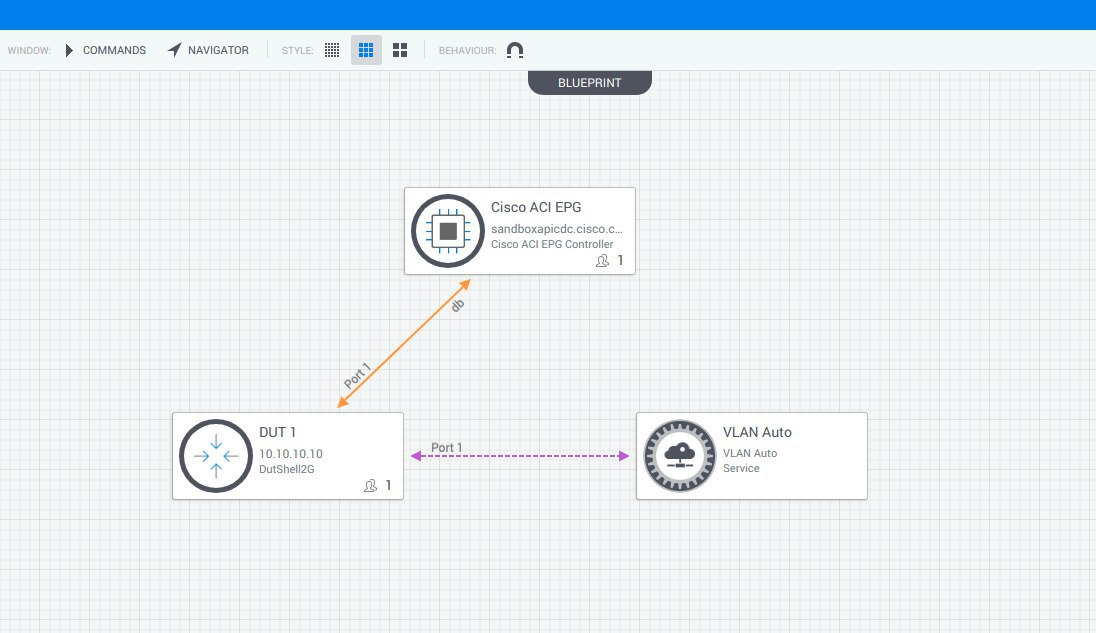 WINDOW: COMMANDS NAVIGATOR STYLE: BEHAVIOUR:
BLUEPRINT
Cisco ACI EPG
sandboxapicdc.cisco.c...
Cisco ACI EPG Controller
1
db
Port 1
DUT 1
10.10.10.10
DutShell2G
1
Port 1
VLAN Auto
VLAN Auto
Service